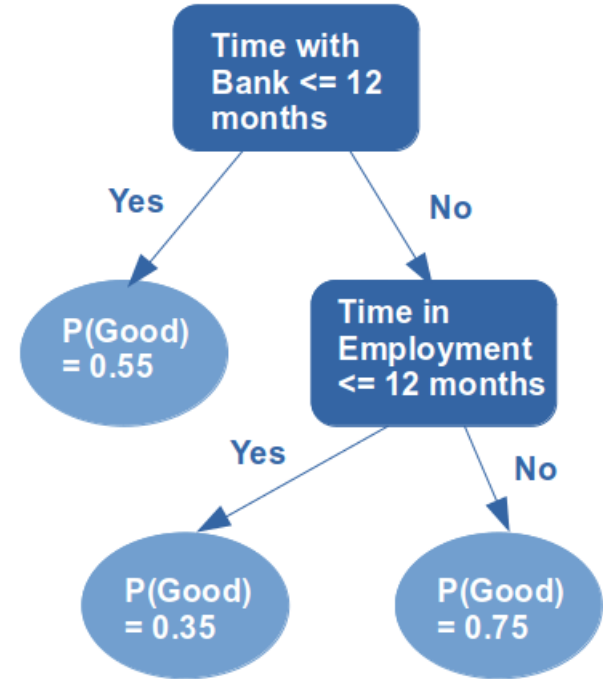 Time with
Bank <= 12
months
Yes
No
P(Good)
= 0.55
Time in
Employment
<= 12 months
Yes
No
P(Good)
= 0.35
P(Good)
= 0.75